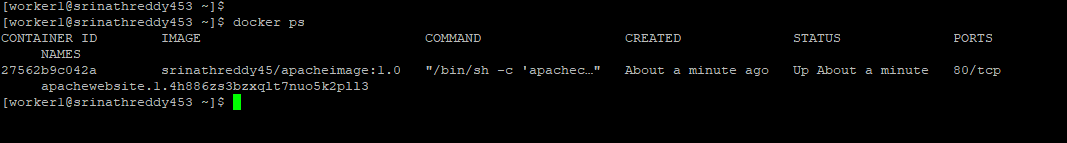 [worker1@srinathreddy453 ~]$
[worker1@srinathreddy453 ~]$ docker ps
CONTAINER ID        IMAGE                            COMMAND                  CREATED              STATUS              PORTS
     NAMES
27562b9c042a        srinathreddy45/apacheimage:1.0   "/bin/sh -c 'apachec…"   About a minute ago   Up About a minute   80/tcp
     apachewebsite.1.4h886zs3bzxqlt7nuo5k2pll3
[worker1@srinathreddy453 ~]$